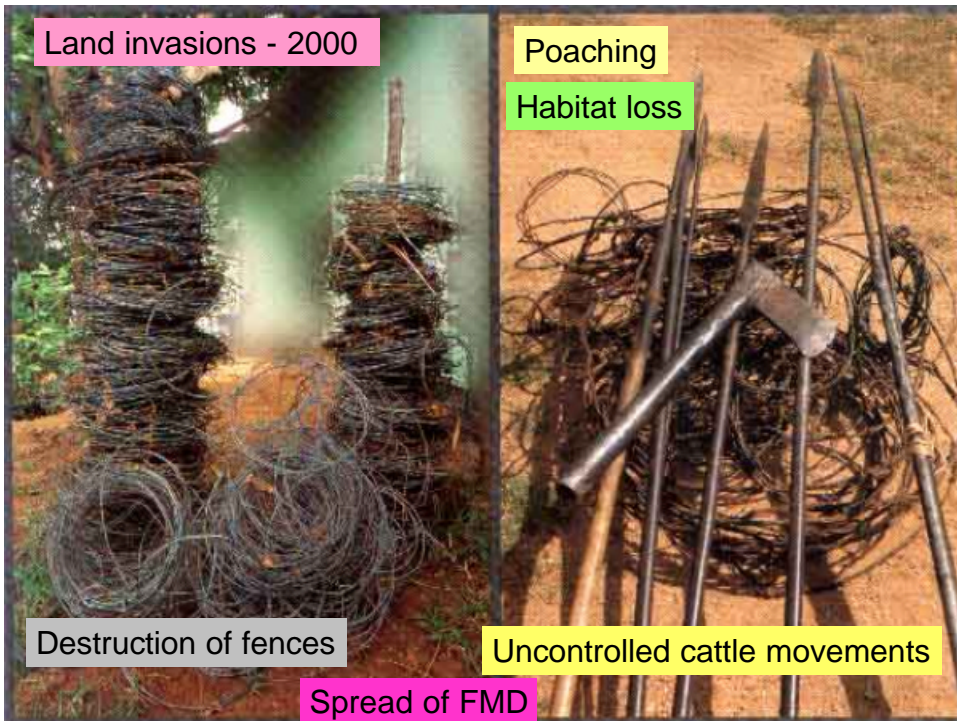 Land invasions - 2000
Poaching
Habitat loss
Destruction of fences
Uncontrolled cattle movements
Spread of FMD